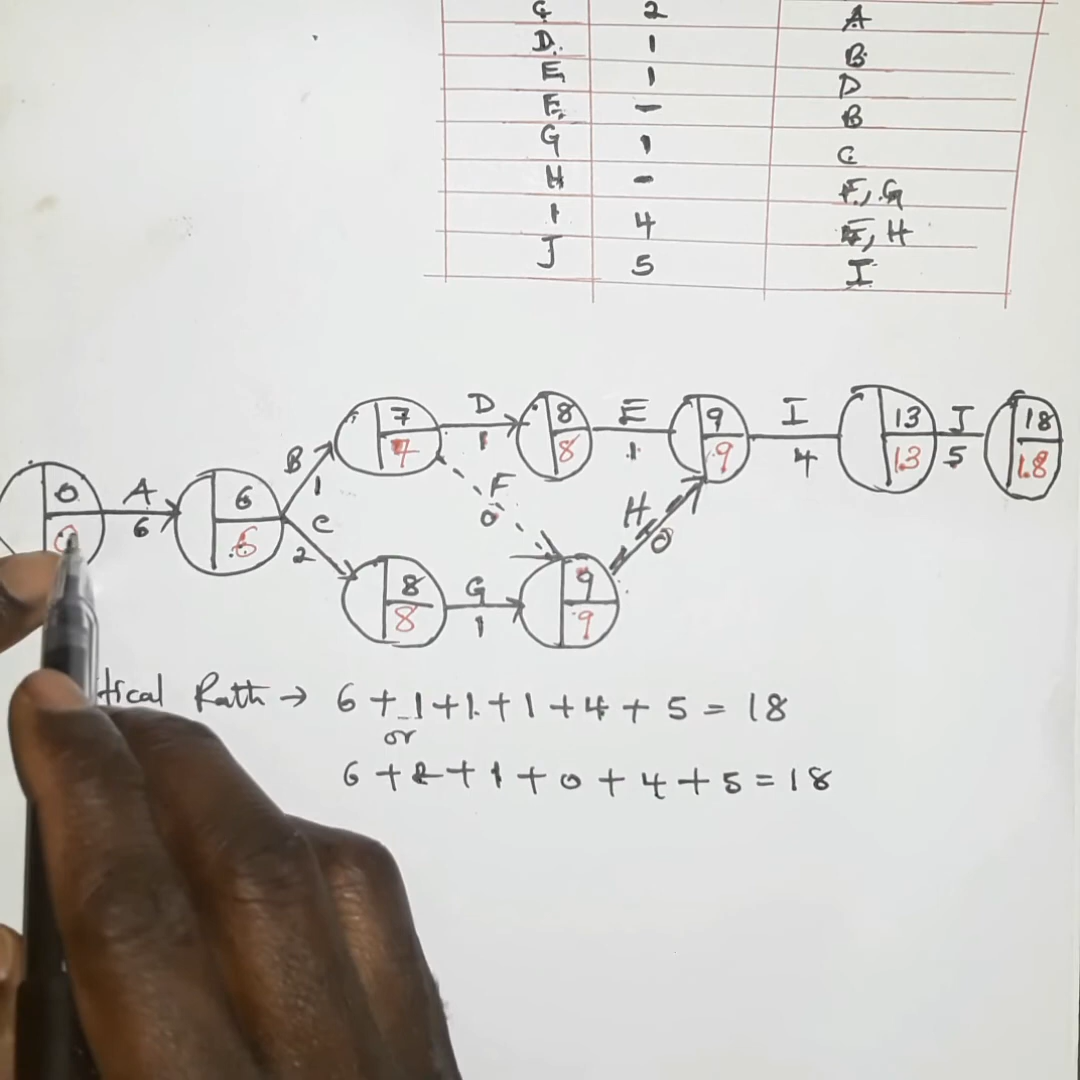 C 2 A
D. 1 B
E 1 D
F. - B
G 1 C
H - F, G
I 4 E, H
J 5 I
7 D 8 E 9 I 13 J 18
7 1 8 1 9 4 13 5 18
0 A 6 B C F H
0 6 6 1 2 0 0
8 G 9
8 1 9
tical Path → 6 + 1 + 1 + 1 + 4 + 5 = 18
or
6 + 2 + 1 + 0 + 4 + 5 = 18